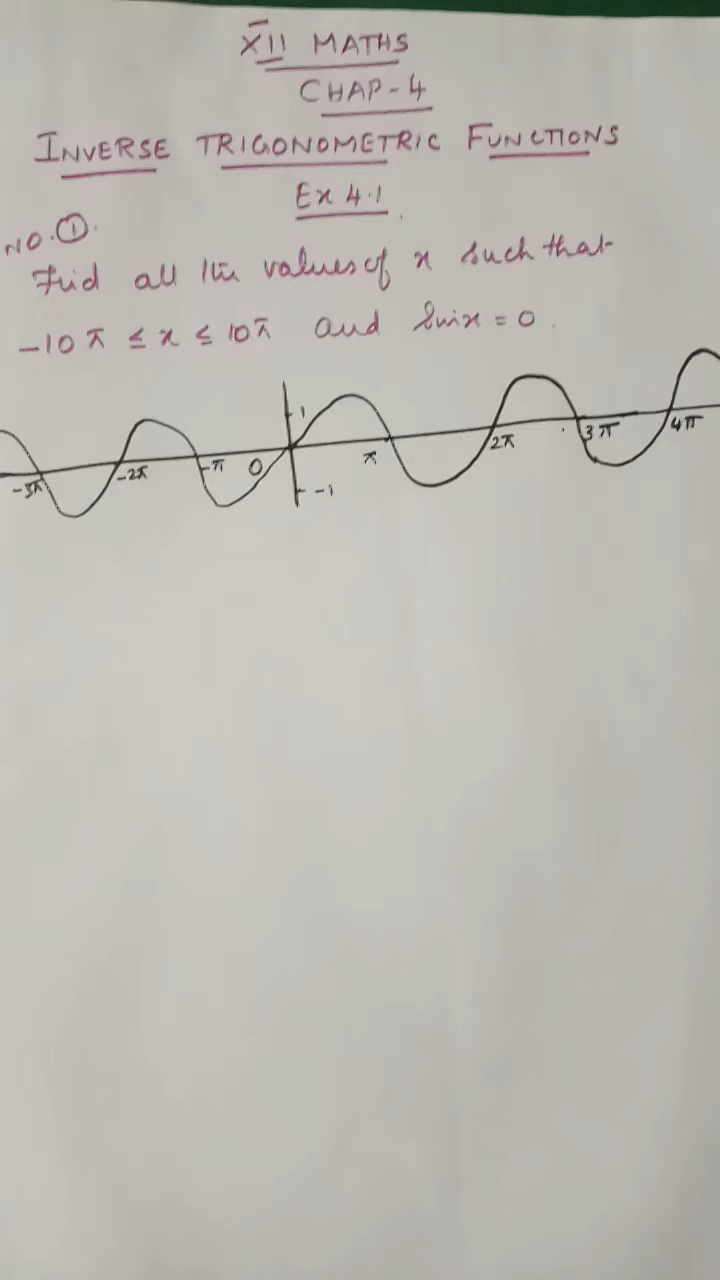 XII MATHS
CHAP-4
INVERSE TRIGONOMETRIC FUNCTIONS
Ex 4.1
NO. ①.
Find all the values of x such that
-10π ≤ x ≤ 10π and sin x = 0.
1
-3π -2π -π 0 π 2π 3π 4π
-1